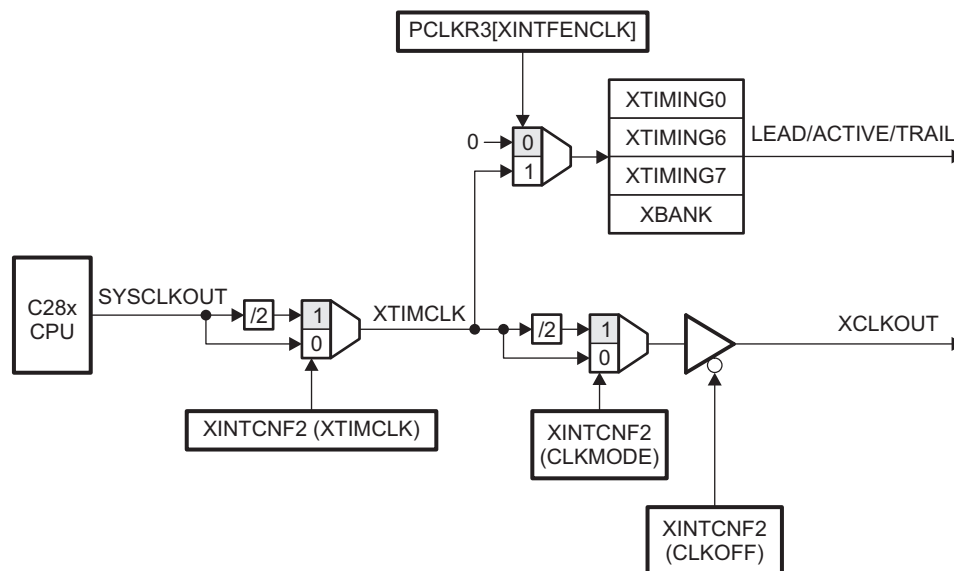 PCLKR3[XINTFENCLK]
XTIMING0
XTIMING6
XTIMING7
XBANK
LEAD/ACTIVE/TRAIL
0
0
1
C28x
CPU
SYSCLKOUT
/2
1
0
XTIMCLK
/2
1
0
XCLKOUT
XINTCNF2 (XTIMCLK)
XINTCNF2
(CLKMODE)
XINTCNF2
(CLKOFF)